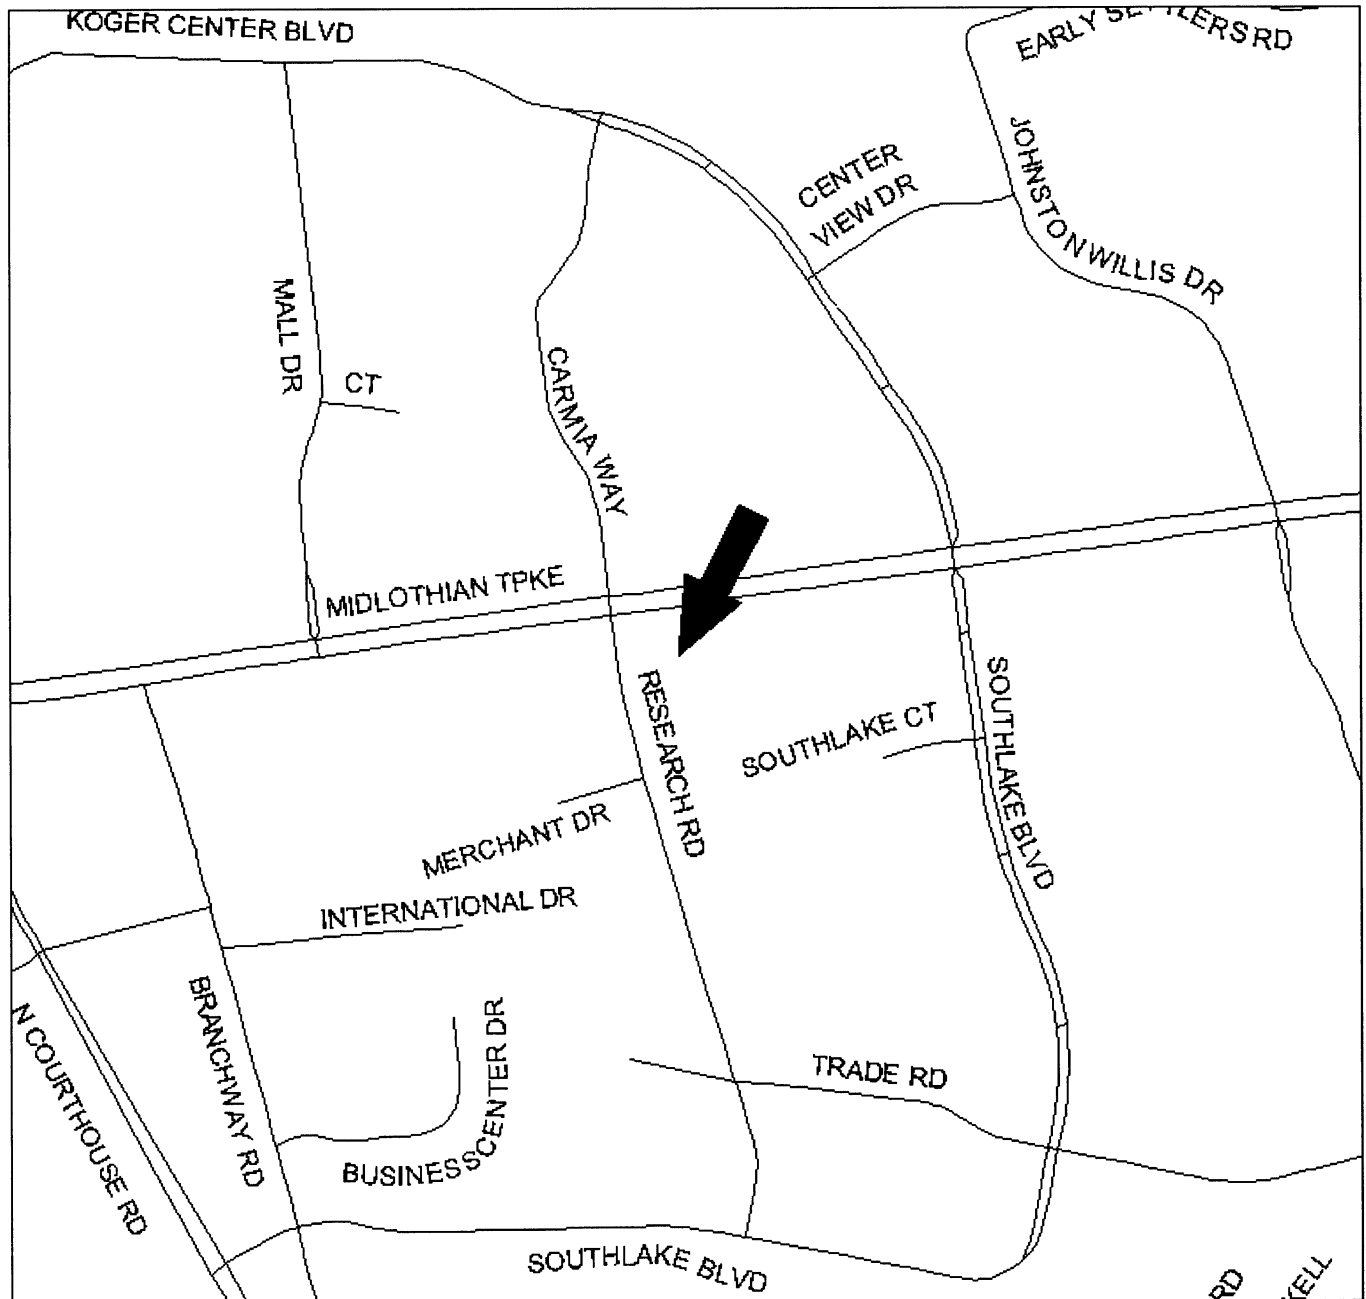 KOGER CENTER BLVD
EARLY SETTLERS RD
JOHNSTON WILLIS DR
CENTER
VIEW DR
MALL DR
CT
CARMIA WAY
MIDLOTHIAN TPKE
RESEARCH RD
SOUTHLAKE CT
SOUTHLAKE BLVD
MERCHANT DR
INTERNATIONAL DR
BRANCHWAY RD
N COURTHOUSE RD
BUSINESS CENTER DR
TRADE RD
SOUTHLAKE BLVD
RD
KELL